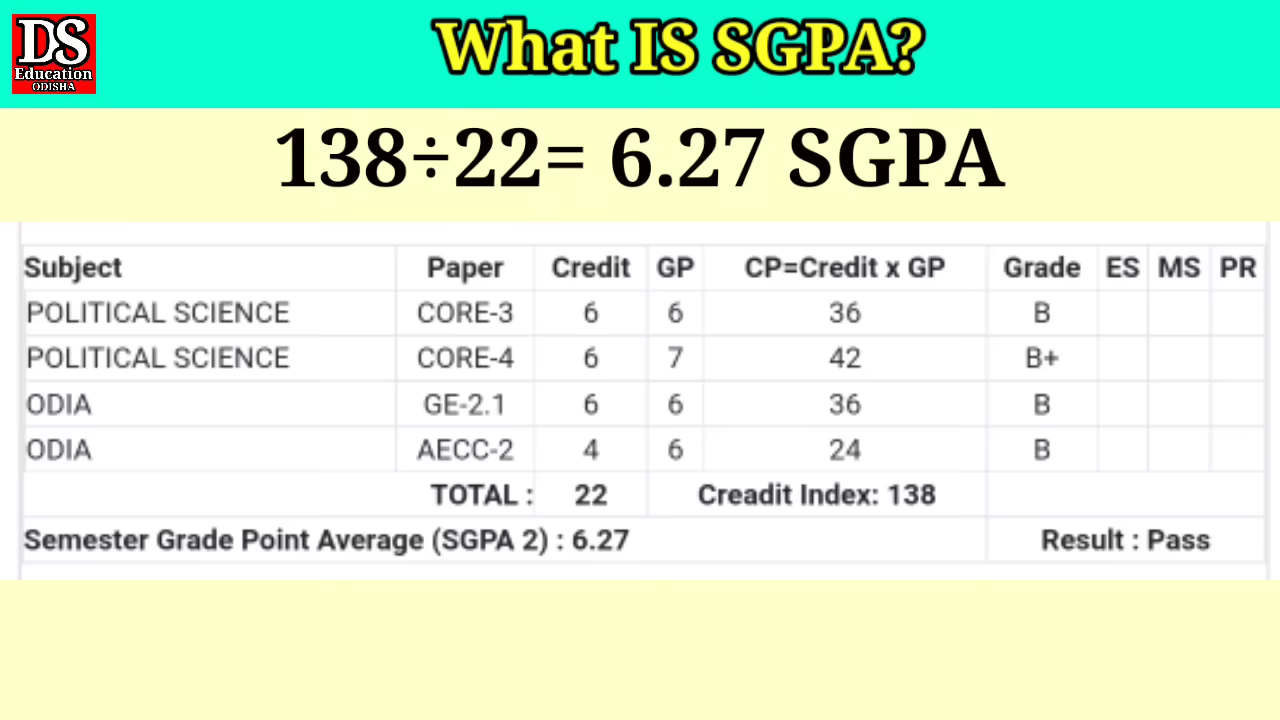 DS
Education
ODISHA
What IS SGPA?
138÷22= 6.27 SGPA
Subject Paper Credit GP CP=Credit x GP Grade ES MS PR
POLITICAL SCIENCE CORE-3 6 6 36 B
POLITICAL SCIENCE CORE-4 6 7 42 B+
ODIA GE-2.1 6 6 36 B
ODIA AECC-2 4 6 24 B
TOTAL : 22 Creadit Index: 138
Semester Grade Point Average (SGPA 2) : 6.27 Result : Pass